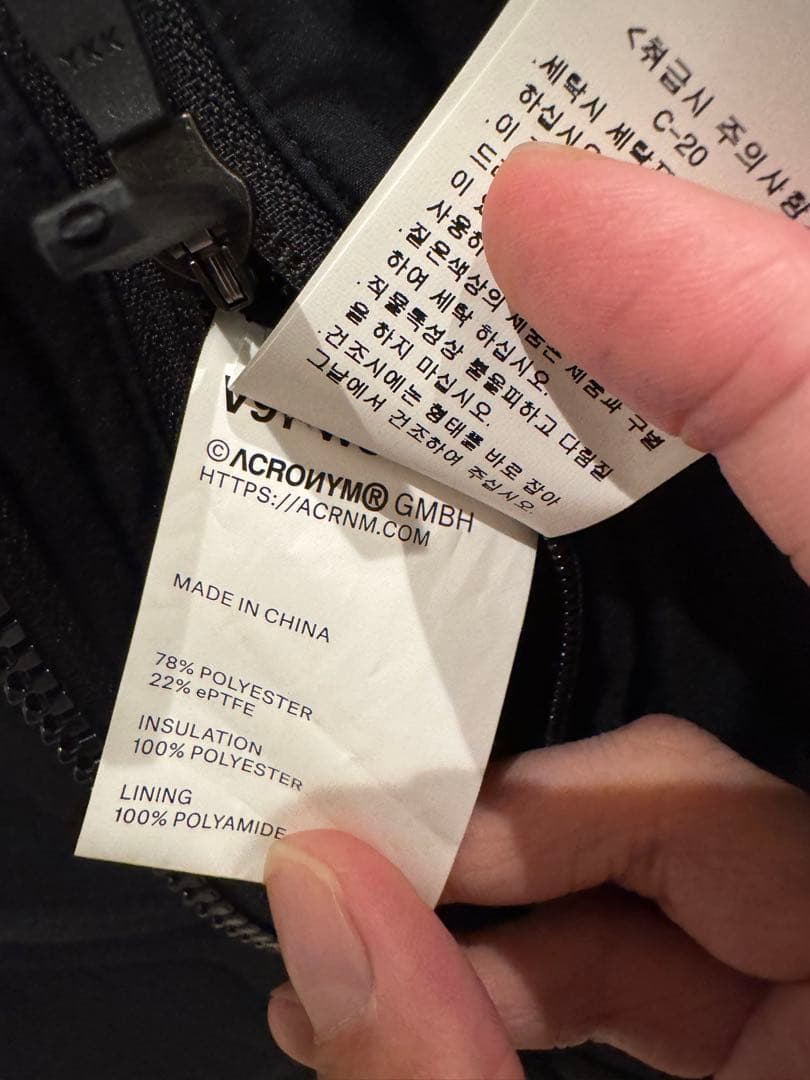 YKK
<취급시 주의사항
C-20
·세탁시 세탁
하십시오
·이
드
이
사용하
·짙은색상의 제품은 제품과 구별
하여 세탁 하십시오
·직물특성상 불을피하고 다림질
을 하지 마십시오.
·건조시에는 형태를 바로 잡아
그늘에서 건조하여 주십시오.
©ACRONYM® GMBH
HTTPS://ACRNM.COM
MADE IN CHINA
78% POLYESTER
22% ePTFE
INSULATION
100% POLYESTER
LINING
100% POLYAMIDE